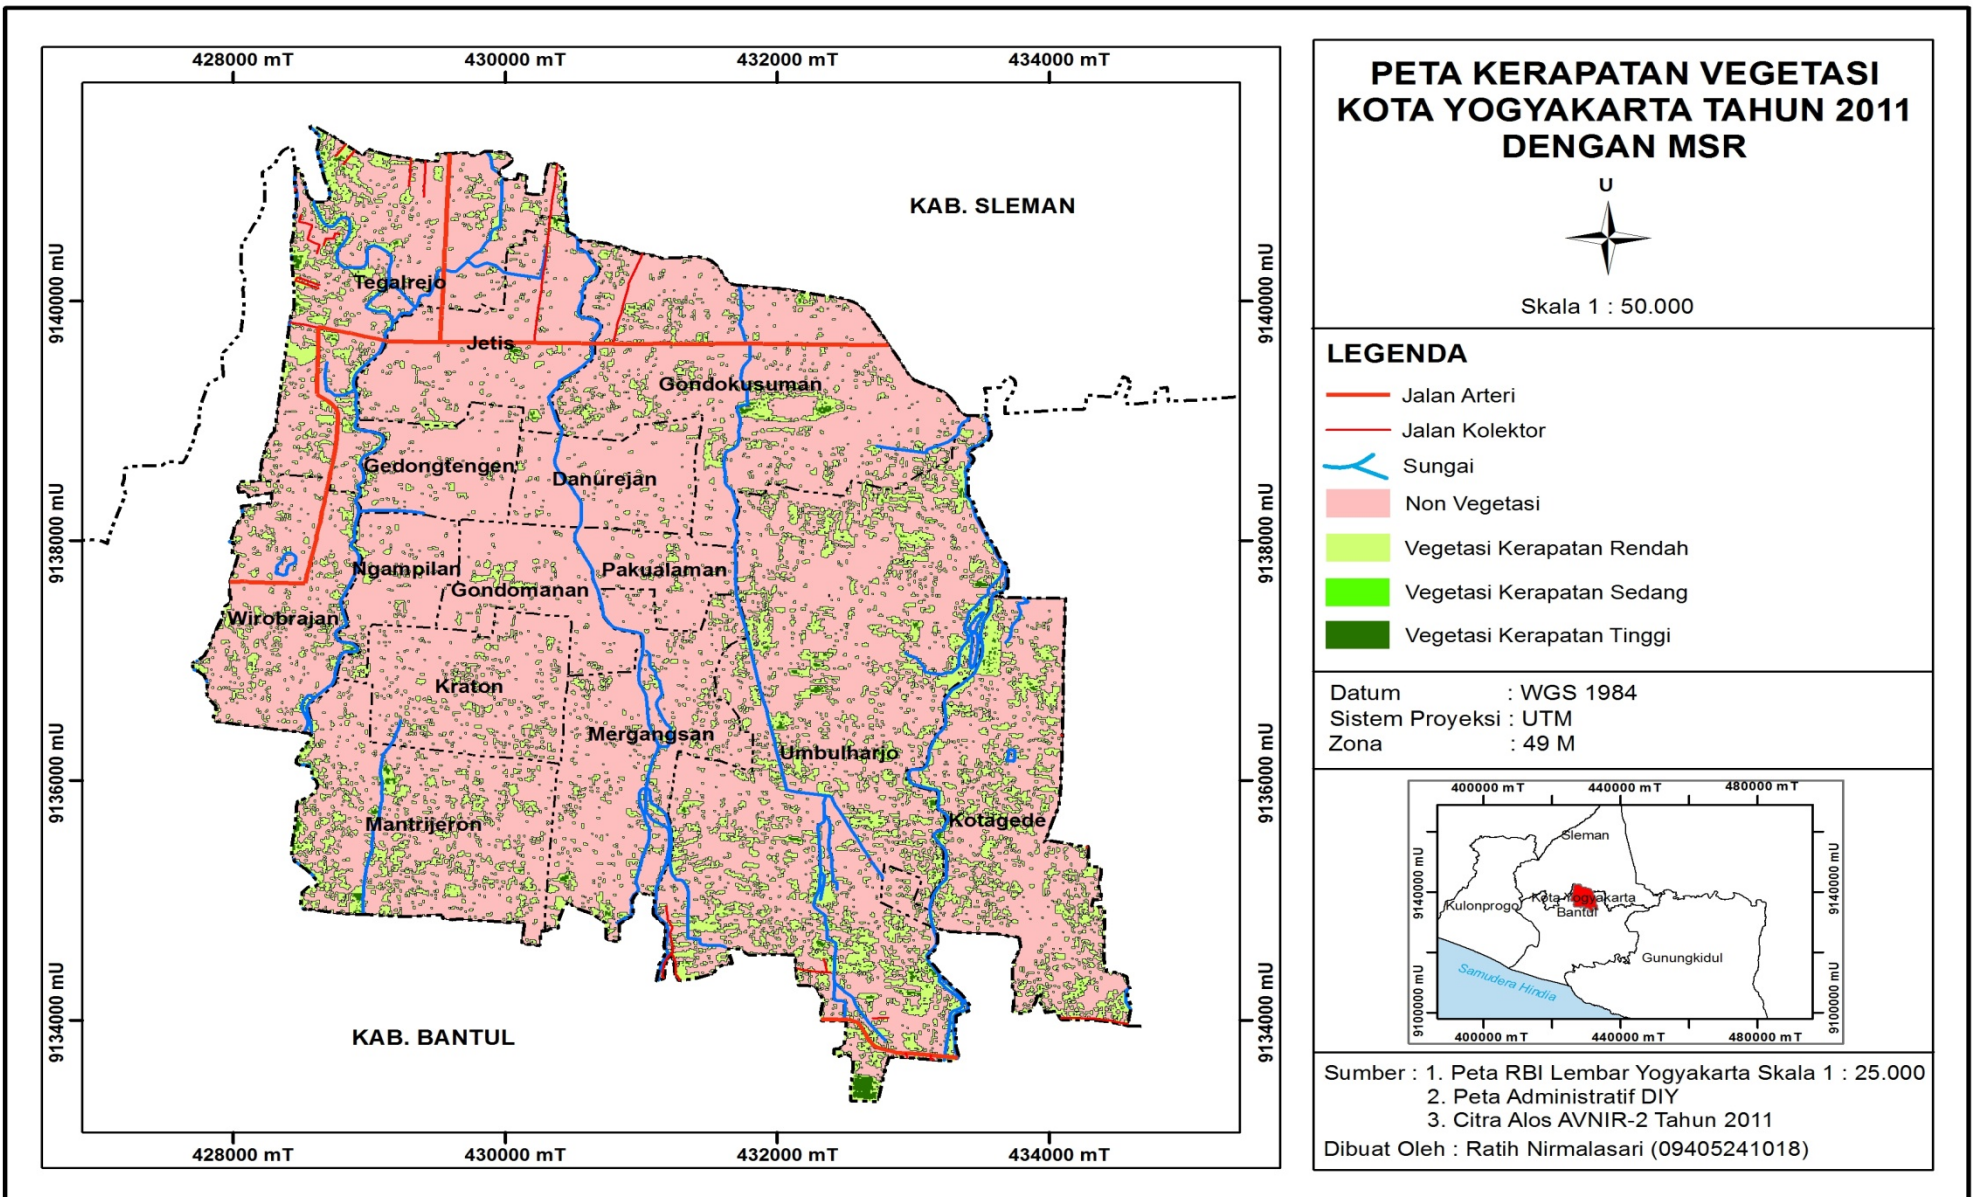 428000 mT
430000 mT
432000 mT
434000 mT
9140000 mU
9138000 mU
9136000 mU
9134000 mU
KAB. SLEMAN
Tegalrejo
Jetis
Gondokusuman
Gedongtengen
Danurejan
Ngampilan
Pakualaman
Gondomanan
Wirobrajan
Kraton
Mergangsan
Umbulharjo
Mantrijeron
Kotagede
KAB. BANTUL
9140000 mU
9138000 mU
9136000 mU
9134000 mU
428000 mT
430000 mT
432000 mT
434000 mT
PETA KERAPATAN VEGETASI
KOTA YOGYAKARTA TAHUN 2011
DENGAN MSR
U
Skala 1 : 50.000
LEGENDA
Jalan Arteri
Jalan Kolektor
Sungai
Non Vegetasi
Vegetasi Kerapatan Rendah
Vegetasi Kerapatan Sedang
Vegetasi Kerapatan Tinggi
Datum : WGS 1984
Sistem Proyeksi : UTM
Zona : 49 M
400000 mT
440000 mT
480000 mT
9140000 mU
9100000 mU
Sleman
Kulonprogo
Kota Yogyakarta
Bantul
Gunungkidul
Samudera Hindia
9140000 mU
9100000 mU
400000 mT
440000 mT
480000 mT
Sumber : 1. Peta RBI Lembar Yogyakarta Skala 1 : 25.000
2. Peta Administratif DIY
3. Citra Alos AVNIR-2 Tahun 2011
Dibuat Oleh : Ratih Nirmalasari (09405241018)